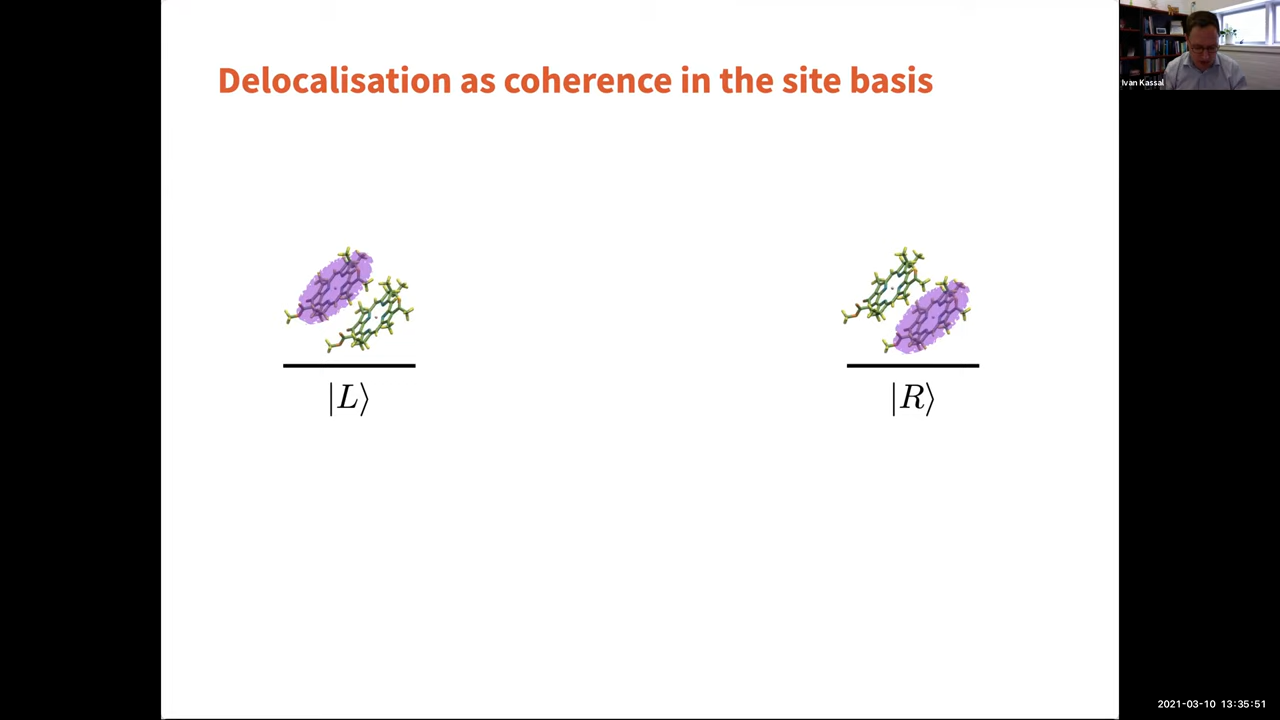 Delocalisation as coherence in the site basis
Ivan Kassal
|L⟩
|R⟩
2021-03-10 13:35:51